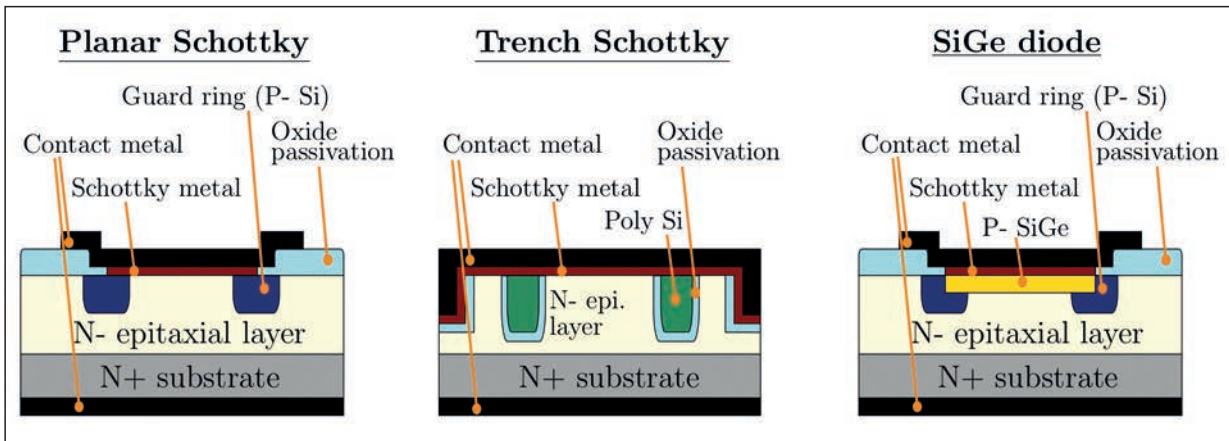 Planar Schottky
Guard ring (P- Si)
Contact metal
Oxide
passivation
Schottky metal
N- epitaxial layer
N+ substrate
Trench Schottky
Contact metal
Oxide
passivation
Schottky metal
Poly Si
N- epi.
layer
N+ substrate
SiGe diode
Guard ring (P- Si)
Contact metal
Oxide
passivation
Schottky metal
P- SiGe
N- epitaxial layer
N+ substrate